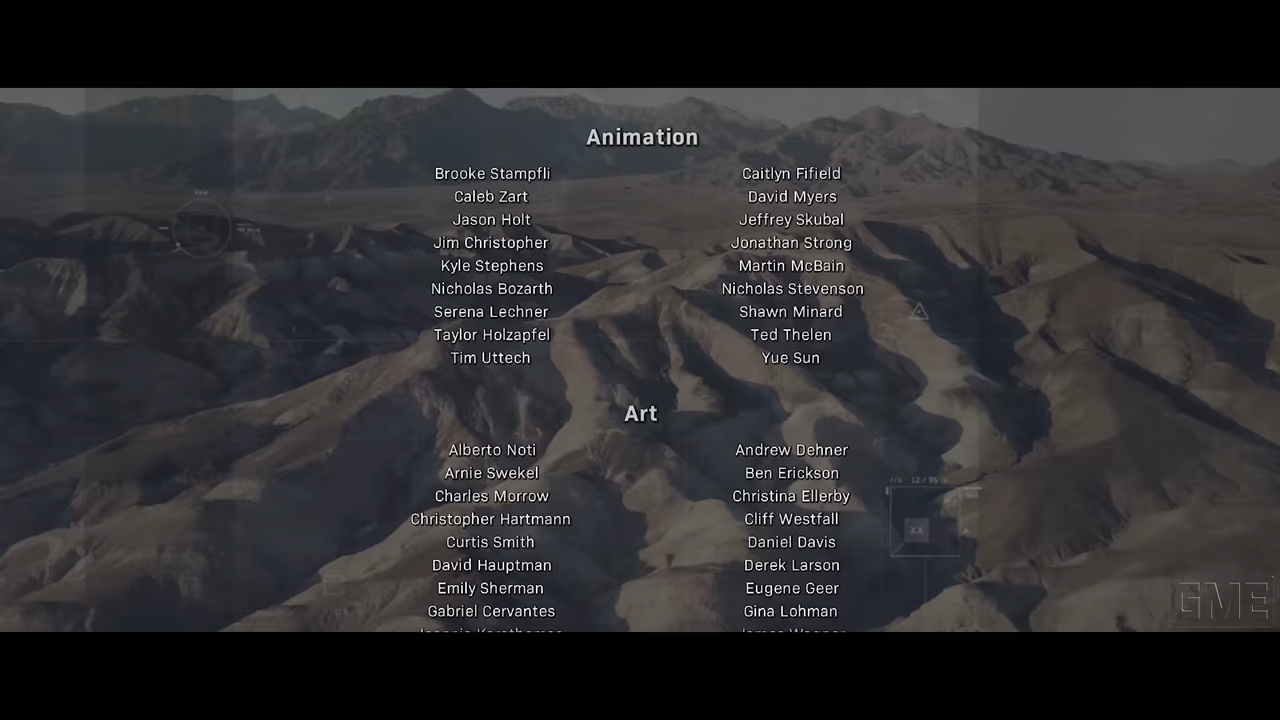 Animation
Brooke Stampfli Caitlyn Fifield
Caleb Zart David Myers
Jason Holt Jeffrey Skubal
Jim Christopher Jonathan Strong
Kyle Stephens Martin McBain
Nicholas Bozarth Nicholas Stevenson
Serena Lechner Shawn Minard
Taylor Holzapfel Ted Thelen
Tim Uttech Yue Sun
Art
Alberto Noti Andrew Dehner
Arnie Swekel Ben Erickson
Charles Morrow Christina Ellerby
Christopher Hartmann Cliff Westfall
Curtis Smith Daniel Davis
David Hauptman Derek Larson
Emily Sherman Eugene Geer
Gabriel Cervantes Gina Lohman
XX
GME